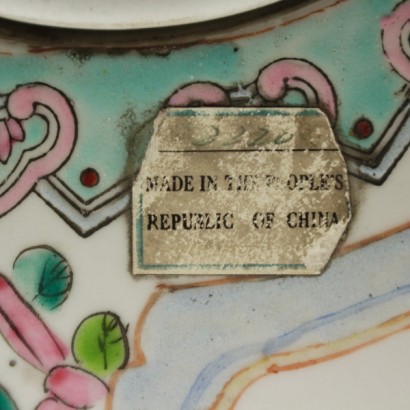 MADE IN THE PEOPLE'S
REPUBLIC OF CHINA